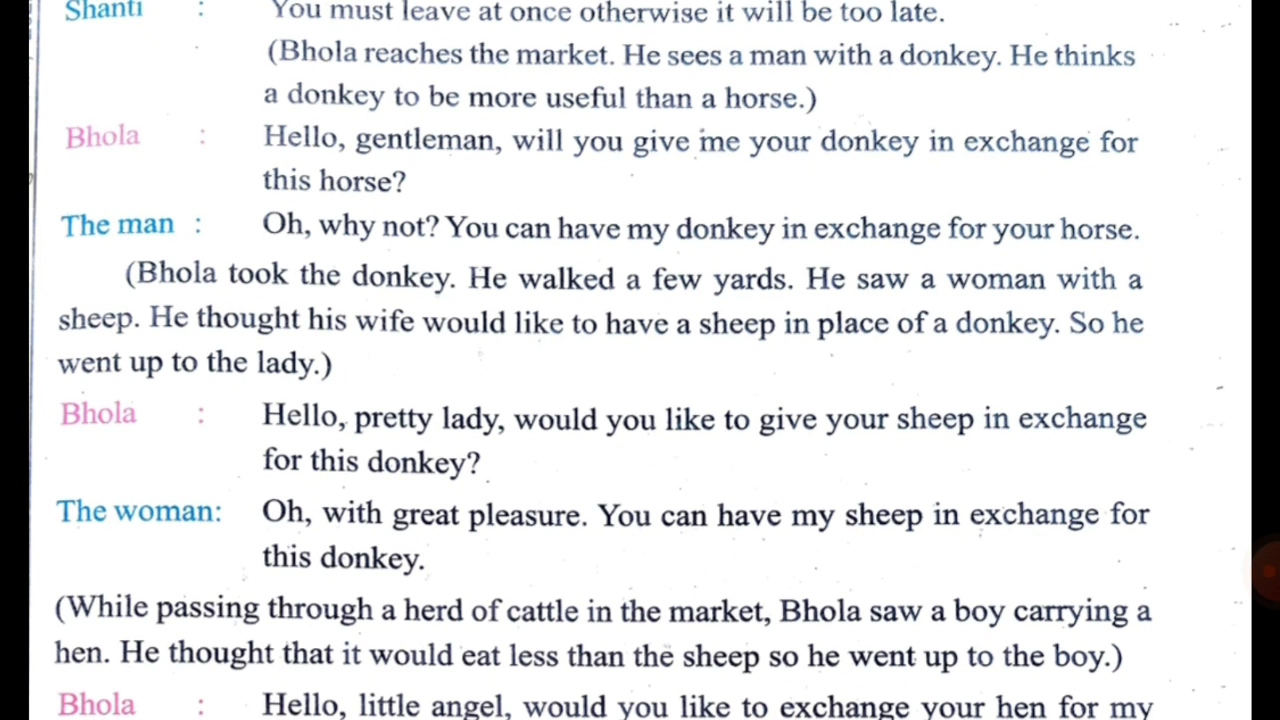 Shanti : You must leave at once otherwise it will be too late.
(Bhola reaches the market. He sees a man with a donkey. He thinks
a donkey to be more useful than a horse.)
Bhola : Hello, gentleman, will you give me your donkey in exchange for
this horse?
The man : Oh, why not? You can have my donkey in exchange for your horse.
(Bhola took the donkey. He walked a few yards. He saw a woman with a
sheep. He thought his wife would like to have a sheep in place of a donkey. So he
went up to the lady.)
Bhola : Hello, pretty lady, would you like to give your sheep in exchange
for this donkey?
The woman: Oh, with great pleasure. You can have my sheep in exchange for
this donkey.
(While passing through a herd of cattle in the market, Bhola saw a boy carrying a
hen. He thought that it would eat less than the sheep so he went up to the boy.)
Bhola : Hello, little angel, would you like to exchange your hen for my